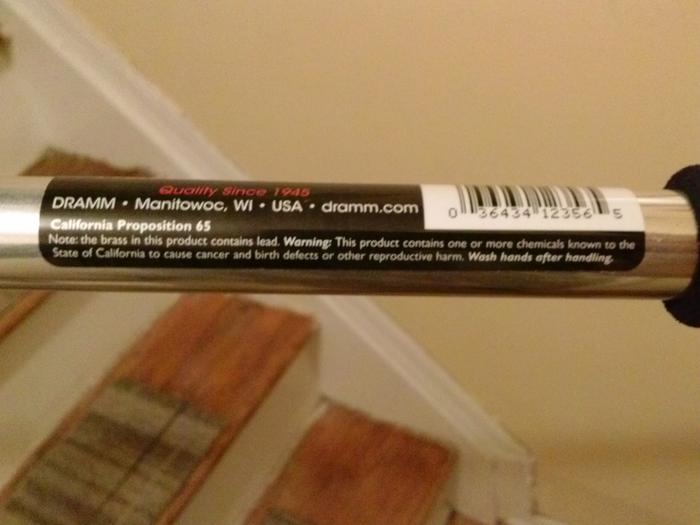 Quality Since 1945
DRAMM • Manitowoc, WI • USA • dramm.com
0 36434 12356 5
California Proposition 65
Note: the brass in this product contains lead. Warning: This product contains one or more chemicals known to the
State of California to cause cancer and birth defects or other reproductive harm. Wash hands after handling.